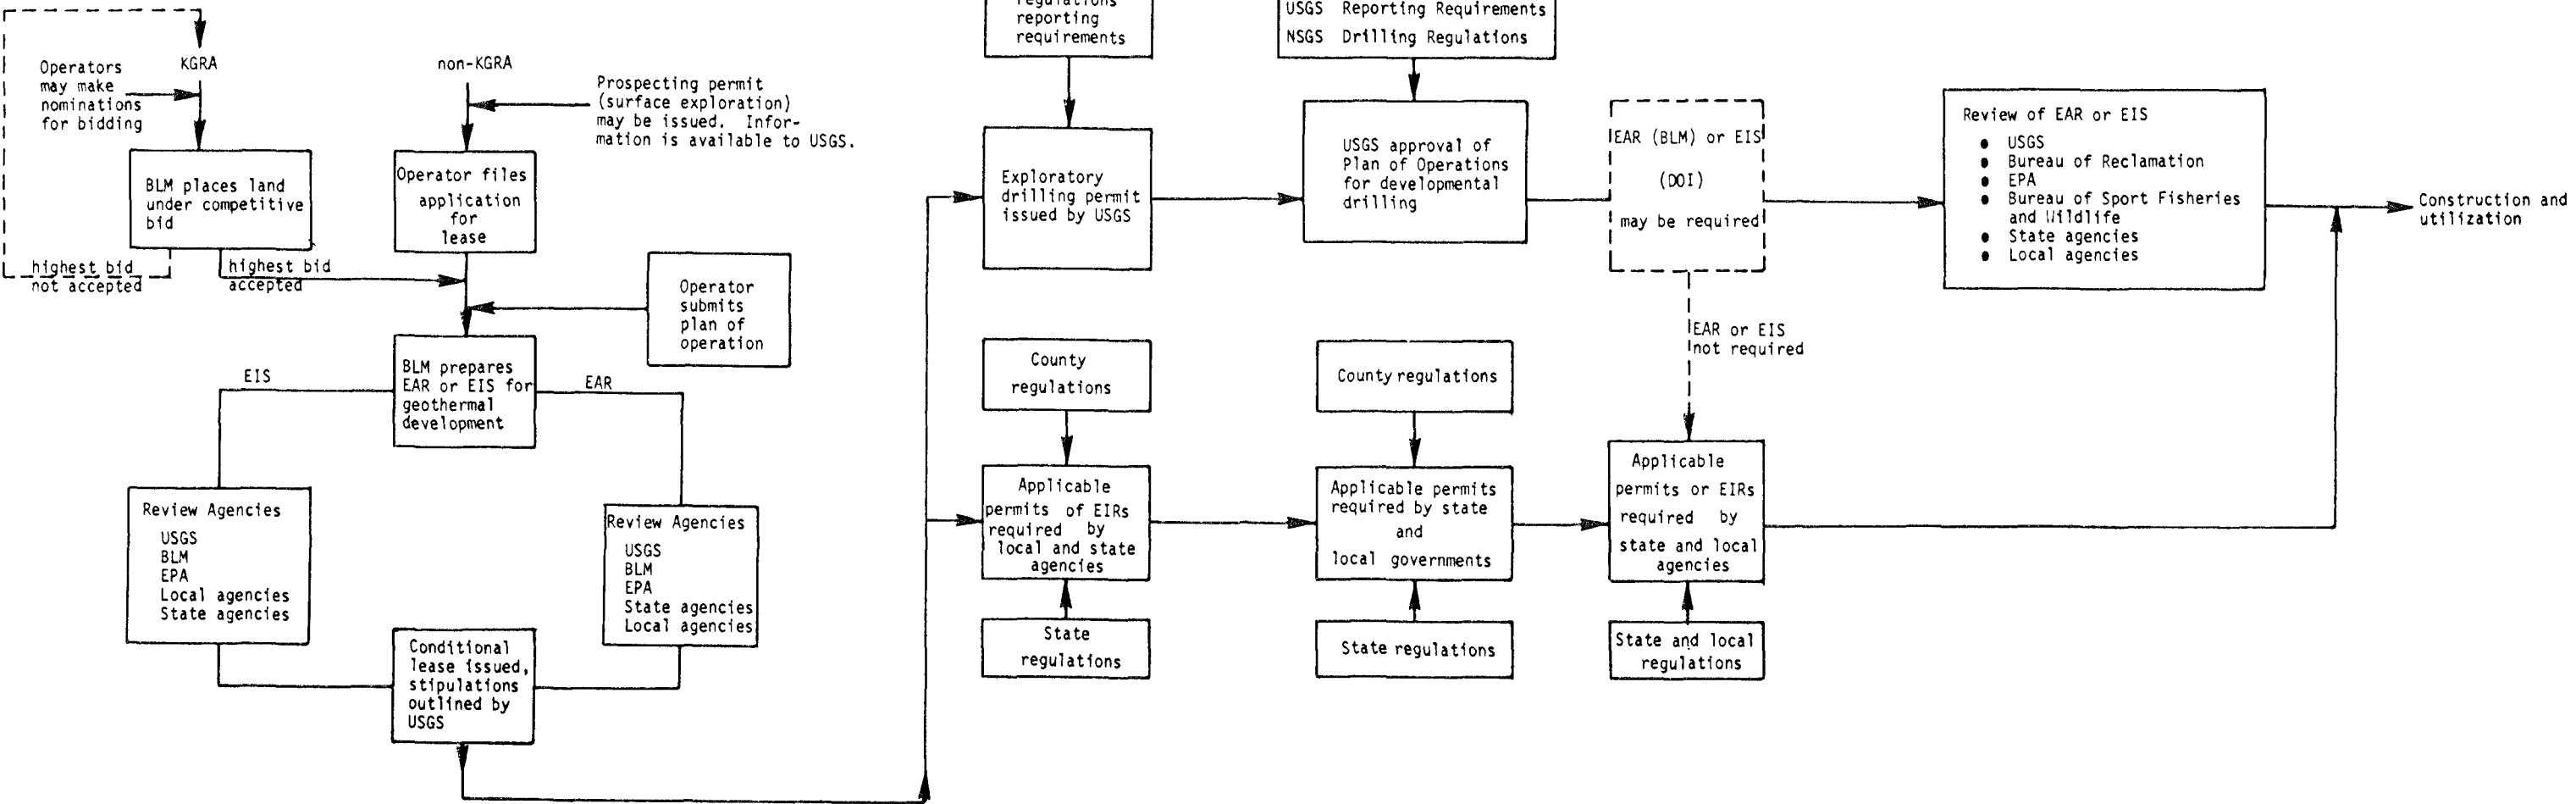 regulations
reporting
requirements
USGS Reporting Requirements
NSGS Drilling Regulations
Operators
may make
nominations
for bidding
KGRA
non-KGRA
Prospecting permit
(surface exploration)
may be issued. Infor-
mation is available to USGS.
BLM places land
under competitive
bid
Operator files
application
for
lease
highest bid
not accepted
highest bid
accepted
Operator
submits
plan of
operation
BLM prepares
EAR or EIS for
geothermal
development
EIS
EAR
Review Agencies
USGS
BLM
EPA
Local agencies
State agencies
Review Agencies
USGS
BLM
EPA
State agencies
Local agencies
Conditional
lease issued,
stipulations
outlined by
USGS
Exploratory
drilling permit
issued by USGS
USGS approval of
Plan of Operations
for developmental
drilling
EAR (BLM) or EIS
(DOI)
may be required
Review of EAR or EIS
● USGS
● Bureau of Reclamation
● EPA
● Bureau of Sport Fisheries
and Wildlife
● State agencies
● Local agencies
Construction and
utilization
EAR or EIS
not required
County
regulations
County regulations
Applicable
permits of EIRs
required by
local and state
agencies
Applicable permits
required by state
and
local governments
Applicable
permits or EIRs
required by
state and local
agencies
State
regulations
State regulations
State and local
regulations